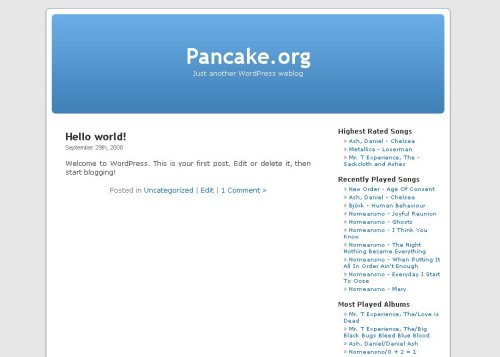 Pancake.org
Just another WordPress weblog
Hello world!
September 29th, 2008
Welcome to WordPress. This is your first post. Edit or delete it, then
start blogging!
Posted in Uncategorized | Edit | 1 Comment »
Highest Rated Songs
» Ash, Daniel - Chelsea
» Metallica - Loverman
» Mr. T Experience, The -
Sackcloth and Ashes
Recently Played Songs
» New Order - Age Of Consent
» Ash, Daniel - Chelsea
» Björk - Human Behaviour
» Nomeansno - Joyful Reunion
» Nomeansno - Ghosts
» Nomeansno - I Think You
Know
» Nomeansno - The Night
Nothing Became Everything
» Nomeansno - When Putting It
All In Order Ain't Enough
» Nomeansno - Everyday I Start
To Ooze
» Nomeansno - Mary
Most Played Albums
» Mr. T Experience, The/Love is
Dead
» Mr. T Experience, The/Big
Black Bugs Bleed Blue Blood
» Ash, Daniel/Daniel Ash
» Nomeansno/0 + 2 = 1